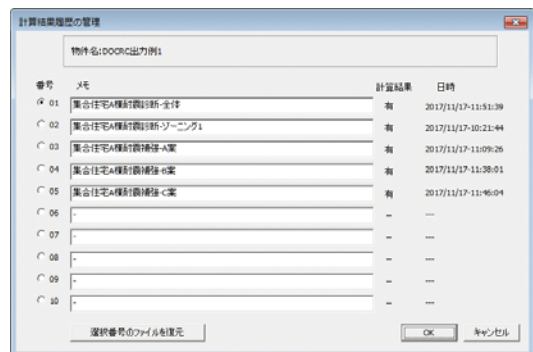 計算結果履歴の管理
物件名:DOCRC出力例1
番号 メモ 計算結果 日時
01 集合住宅A棟耐震診断-全体 有 2017/11/17-11:51:39
02 集合住宅A棟耐震診断-ゾーニング1 有 2017/11/17-10:21:44
03 集合住宅A棟耐震補強-A案 有 2017/11/17-11:09:26
04 集合住宅A棟耐震補強-B案 有 2017/11/17-11:38:01
05 集合住宅A棟耐震補強-C案 有 2017/11/17-11:46:04
06 - -- ---
07 - -- ---
08 - -- ---
09 - -- ---
10 - -- ---
選択番号のファイルを復元 OK キャンセル